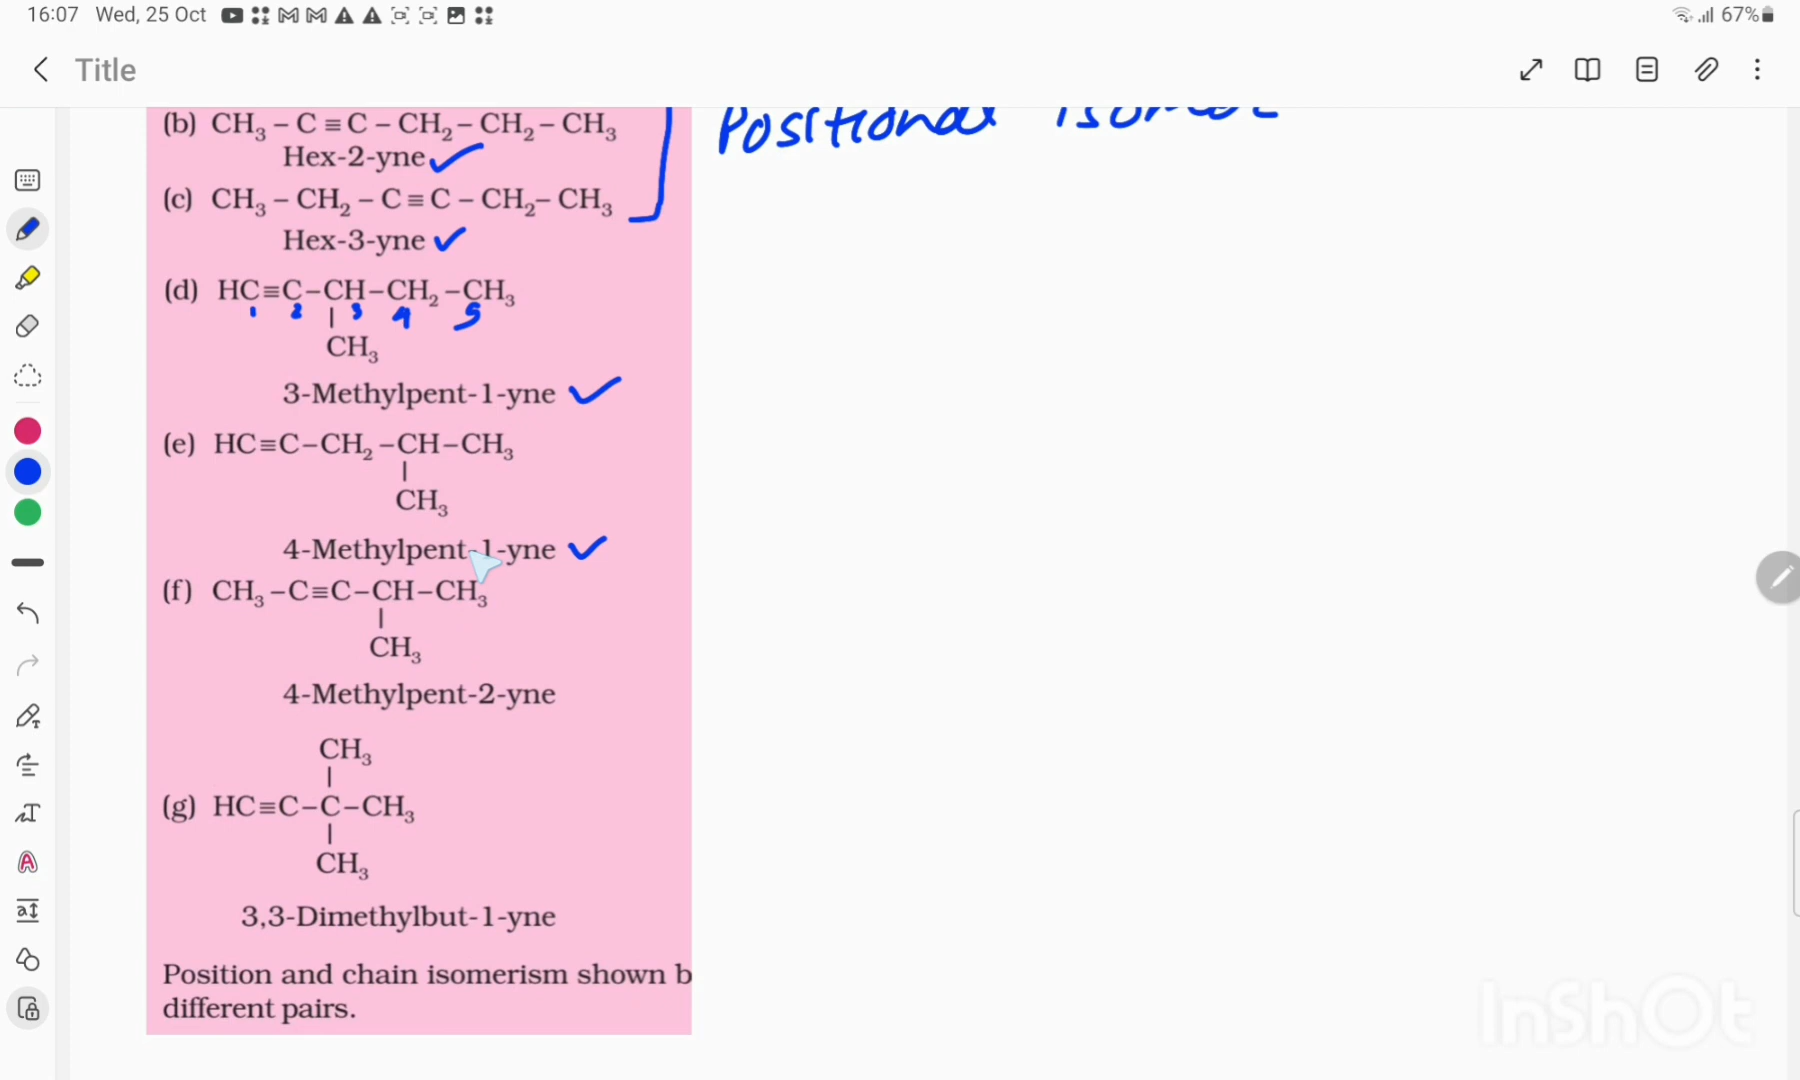 16:07 Wed, 25 Oct
67%
Title
(b) CH₃ – C ≡ C – CH₂ – CH₂ – CH₃
Positional isomer
Hex-2-yne
(c) CH₃ – CH₂ – C ≡ C – CH₂– CH₃
Hex-3-yne
(d) HC≡C–CH–CH₂–CH₃
1 2 | 3 4 5
CH₃
3-Methylpent-1-yne
(e) HC≡C–CH₂–CH–CH₃
|
CH₃
4-Methylpent-1-yne
(f) CH₃–C≡C–CH–CH₃
|
CH₃
4-Methylpent-2-yne
CH₃
|
(g) HC≡C–C–CH₃
|
CH₃
3,3-Dimethylbut-1-yne
Position and chain isomerism shown b
different pairs.
InShOt